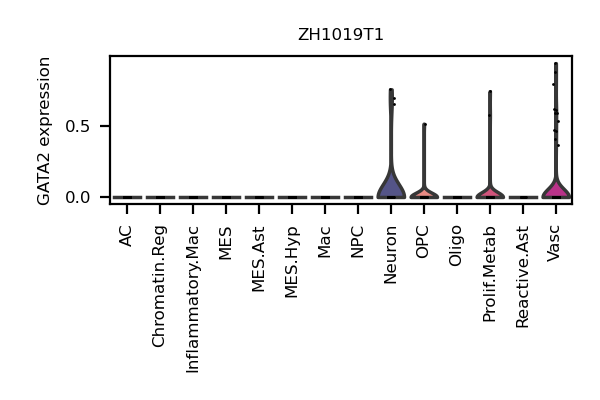 ZH1019T1
GATA2 expression
0.5
0.0
AC
Chromatin.Reg
Inflammatory.Mac
MES
MES.Ast
MES.Hyp
Mac
NPC
Neuron
OPC
Oligo
Prolif.Metab
Reactive.Ast
Vasc